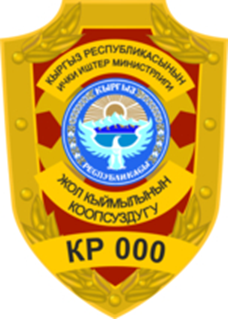 КЫРГЫЗ РЕСПУБЛИКАСЫНЫН
ИЧКИ ИШТЕР МИНИСТРЛИГИ
КЫРГЫЗ
РЕСПУБЛИКАСЫ
ЖОЛ КЫЙМЫЛЫНЫН
КООПСУЗДУГУ
КР 000